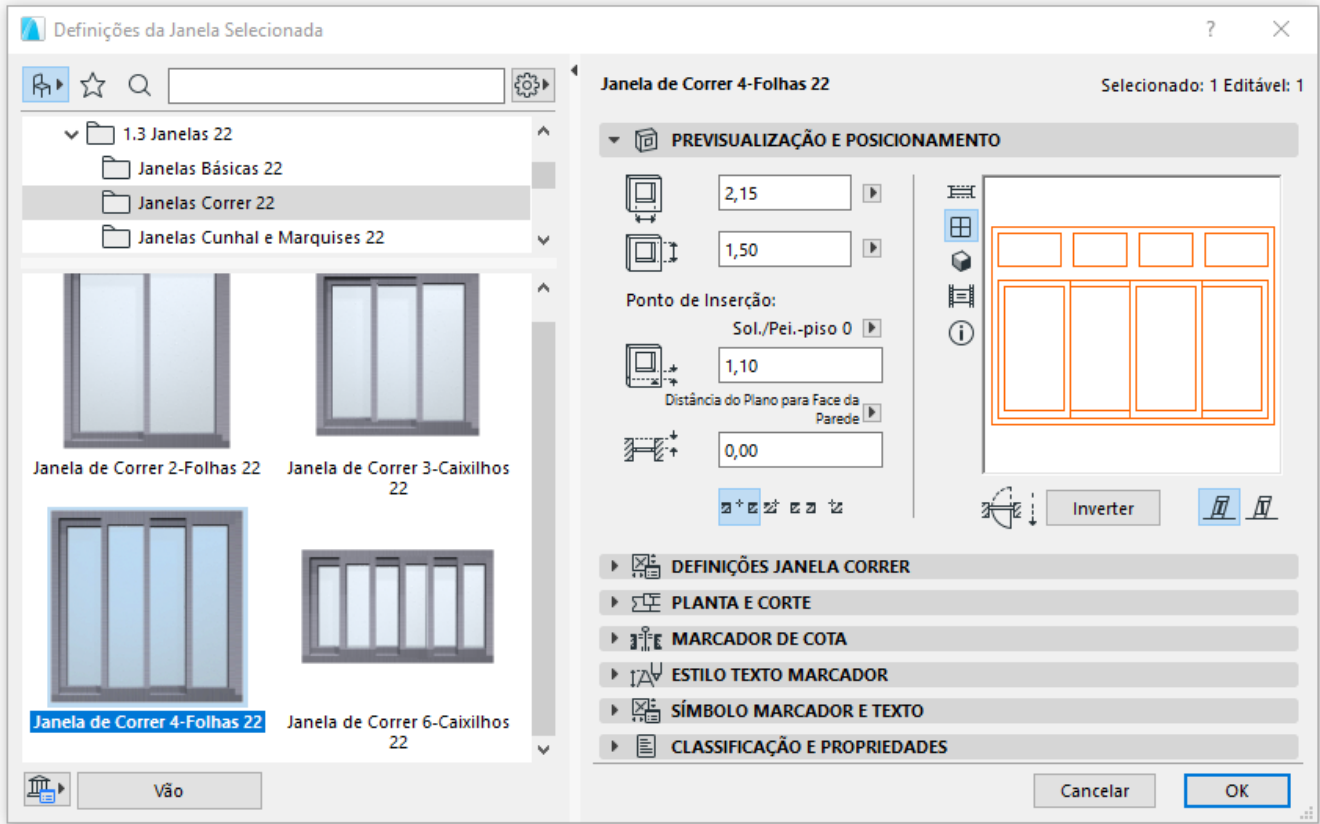 Definições da Janela Selecionada
?
1.3 Janelas 22
Janelas Básicas 22
Janelas Correr 22
Janelas Cunhal e Marquises 22
Janela de Correr 2-Folhas 22
Janela de Correr 3-Caixilhos
22
Janela de Correr 4-Folhas 22
Janela de Correr 6-Caixilhos
22
Vão
Janela de Correr 4-Folhas 22
Selecionado: 1 Editável: 1
PREVISUALIZAÇÃO E POSICIONAMENTO
2,15
1,50
Ponto de Inserção:
Sol./Pei.-piso 0
1,10
Distância do Plano para Face da
Parede
0,00
Inverter
DEFINIÇÕES JANELA CORRER
PLANTA E CORTE
MARCADOR DE COTA
ESTILO TEXTO MARCADOR
SÍMBOLO MARCADOR E TEXTO
CLASSIFICAÇÃO E PROPRIEDADES
Cancelar
OK